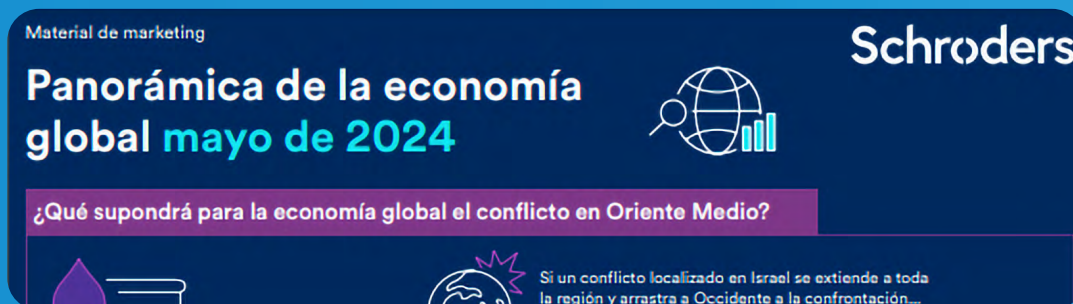 Material de marketing
Schroders
Panorámica de la economía
global mayo de 2024
¿Qué supondrá para la economía global el conflicto en Oriente Medio?
Si un conflicto localizado en Israel se extiende a toda
la región y arrastra a Occidente a la confrontación...